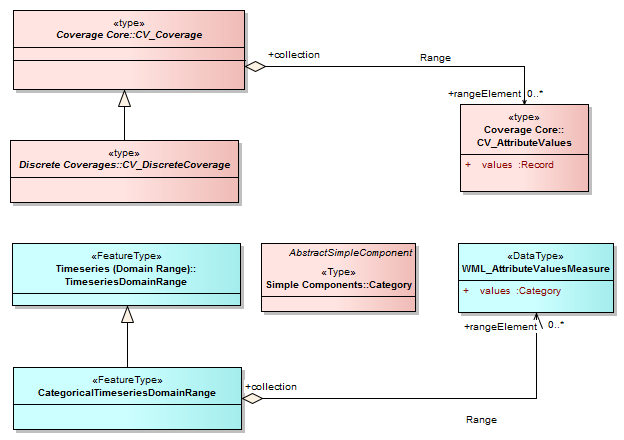 «type»
Coverage Core::CV_Coverage
+collection
Range
+rangeElement 0..*
«type»
Coverage Core::
CV_AttributeValues
+ values :Record
«type»
Discrete Coverages::CV_DiscreteCoverage
«FeatureType»
Timeseries (Domain Range)::
TimeseriesDomainRange
AbstractSimpleComponent
«Type»
Simple Components::Category
«DataType»
WML_AttributeValuesMeasure
+ values :Category
+rangeElement 0..*
«FeatureType»
CategoricalTimeseriesDomainRange
+collection
Range